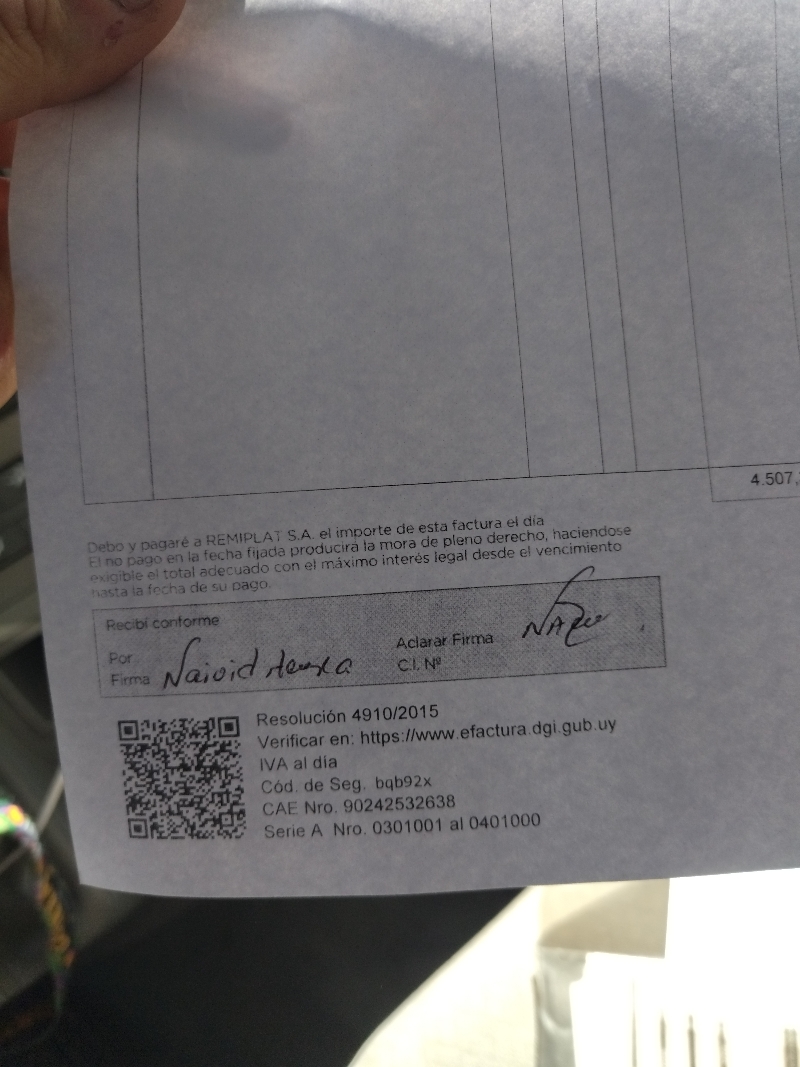 4.507,
Debo y pagaré a REMIPLAT S.A. el importe de esta factura el día
El no pago en la fecha fijada producirá la mora de pleno derecho, haciendose
exigible el total adecuado con el máximo interés legal desde el vencimiento
hasta la fecha de su pago.
Recibí conforme
Por
Firma
Aclarar Firma
C.I. Nº
Resolución 4910/2015
Verificar en: https://www.efactura.dgi.gub.uy
IVA al día
Cód. de Seg. bqb92x
CAE Nro. 90242532638
Serie A Nro. 0301001 al 0401000